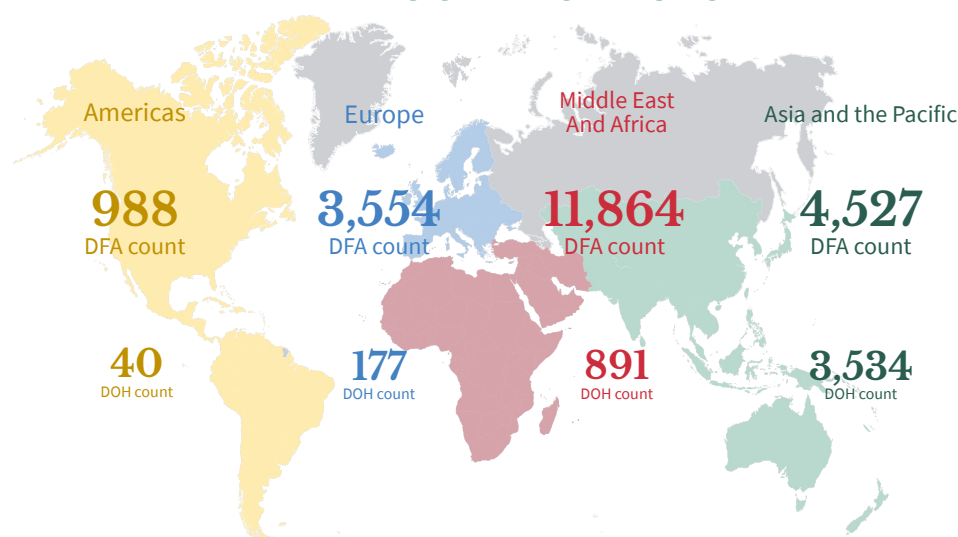 Americas
988
DFA count
40
DOH count
Europe
3,554
DFA count
177
DOH count
Middle East
And Africa
11,864
DFA count
891
DOH count
Asia and the Pacific
4,527
DFA count
3,534
DOH count